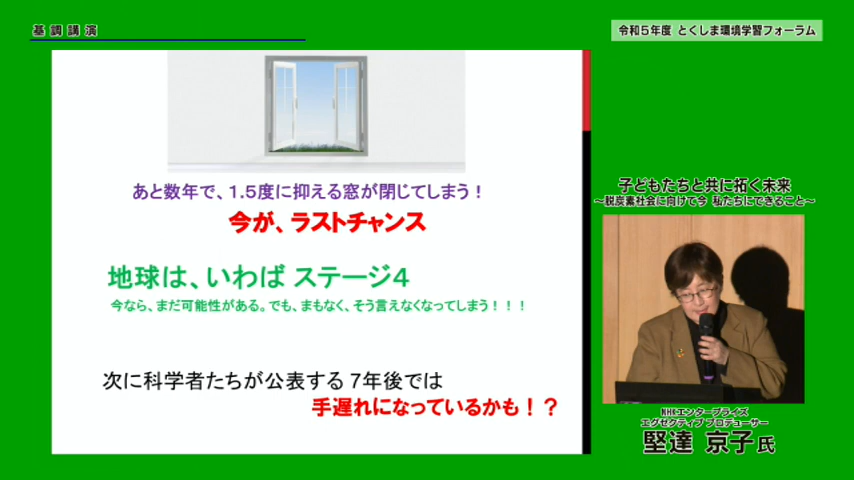 基調講演
令和5年度 とくしま環境学習フォーラム
あと数年で、1.5度に抑える窓が閉じてしまう！
今が、ラストチャンス
地球は、いわば ステージ4
今なら、まだ可能性がある。でも、まもなく、そう言えなくなってしまう！！！
次に科学者たちが公表する 7年後では
手遅れになっているかも！？
子どもたちと共に拓く未来
～脱炭素社会に向けて今 私たちにできること～
NHKエンタープライズ
エグゼクティブ プロデューサー
堅達 京子 氏